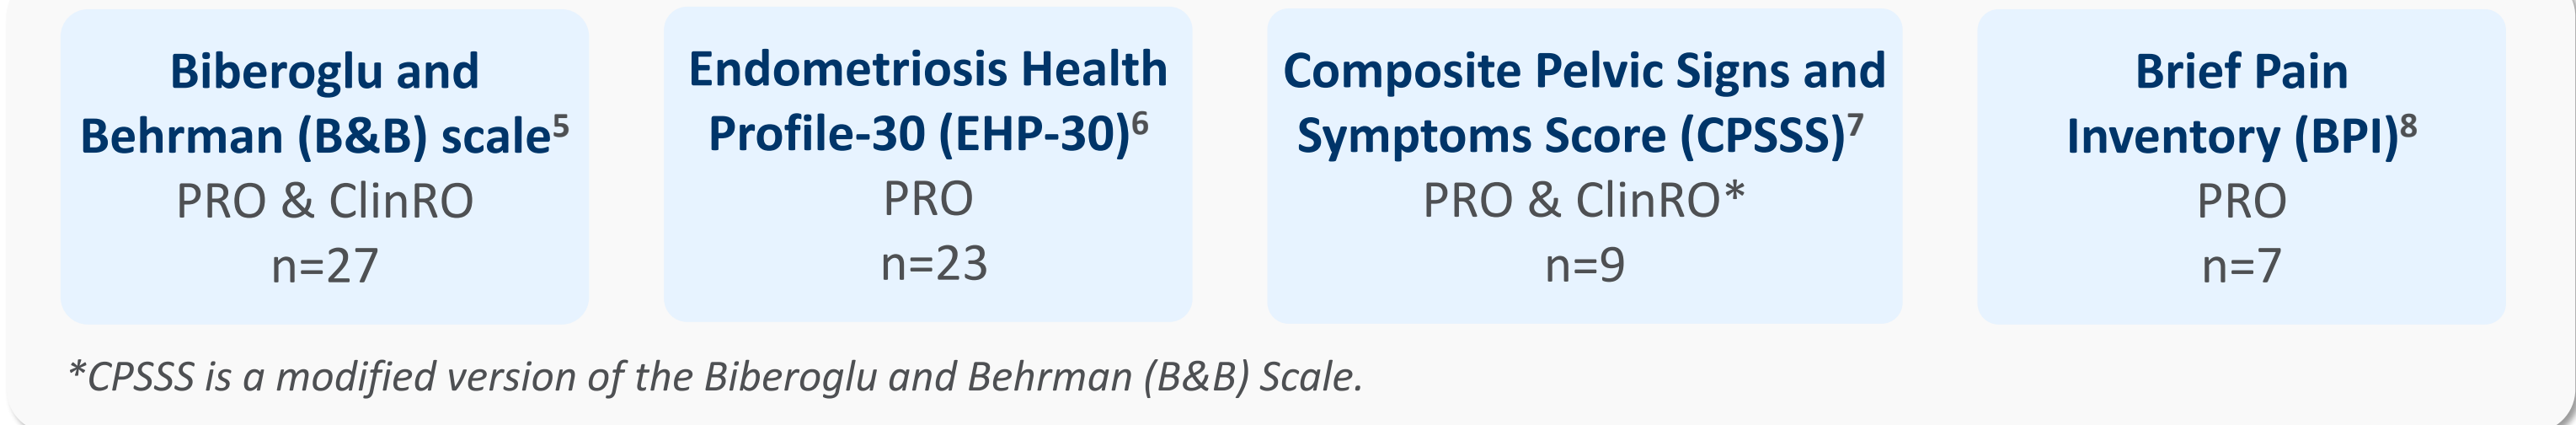 Biberoglu and
Behrman (B&B) scale⁵
PRO & ClinRO
n=27
Endometriosis Health
Profile-30 (EHP-30)⁶
PRO
n=23
Composite Pelvic Signs and
Symptoms Score (CPSSS)⁷
PRO & ClinRO*
n=9
Brief Pain
Inventory (BPI)⁸
PRO
n=7
*CPSSS is a modified version of the Biberoglu and Behrman (B&B) Scale.